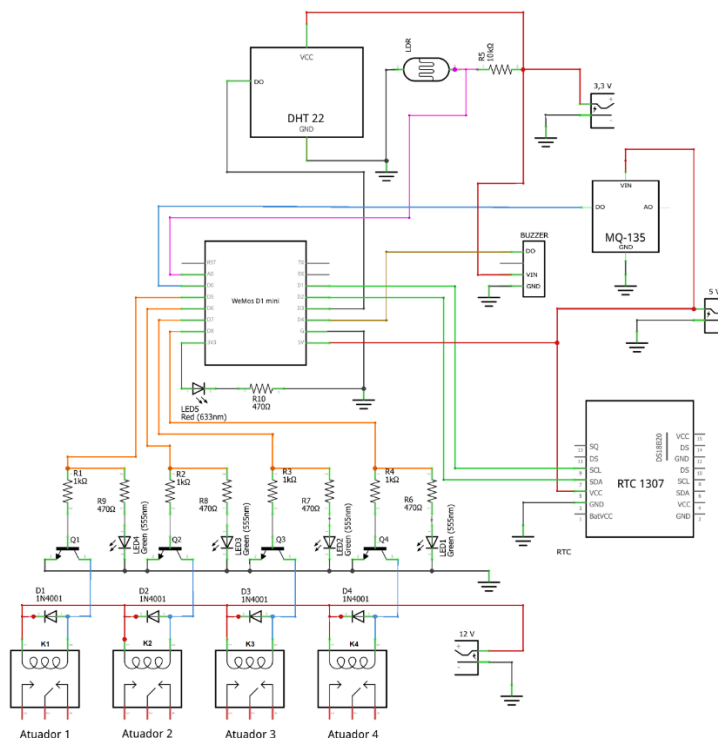 VCC
DO
DHT 22
GND
LDR
R5
10kΩ
3,3 V
+
-
VIN
DO
AO
MQ-135
GND
BUZZER
DO
VIN
GND
5 V
+
-
WeMos D1 mini
RST
A0
D0
D5
D6
D7
D8
3V3
TX
RX
D1
D2
D3
D4
G
5V
LED5
Red (633nm)
R10
470Ω
SQ
DS
SCL
SDA
VCC
GND
BatVCC
DS18B20
RTC 1307
VCC
DS
GND
DS
SCL
SDA
VCC
GND
RTC
R1
1kΩ
R9
470Ω
LED4
Green (555nm)
Q1
R2
1kΩ
R8
470Ω
LED3
Green (555nm)
Q2
R3
1kΩ
R7
470Ω
LED2
Green (555nm)
Q3
R4
1kΩ
R6
470Ω
LED1
Green (555nm)
Q4
D1
1N4001
D2
1N4001
D3
1N4001
D4
1N4001
K1
K2
K3
K4
12 V
+
-
Atuador 1
Atuador 2
Atuador 3
Atuador 4